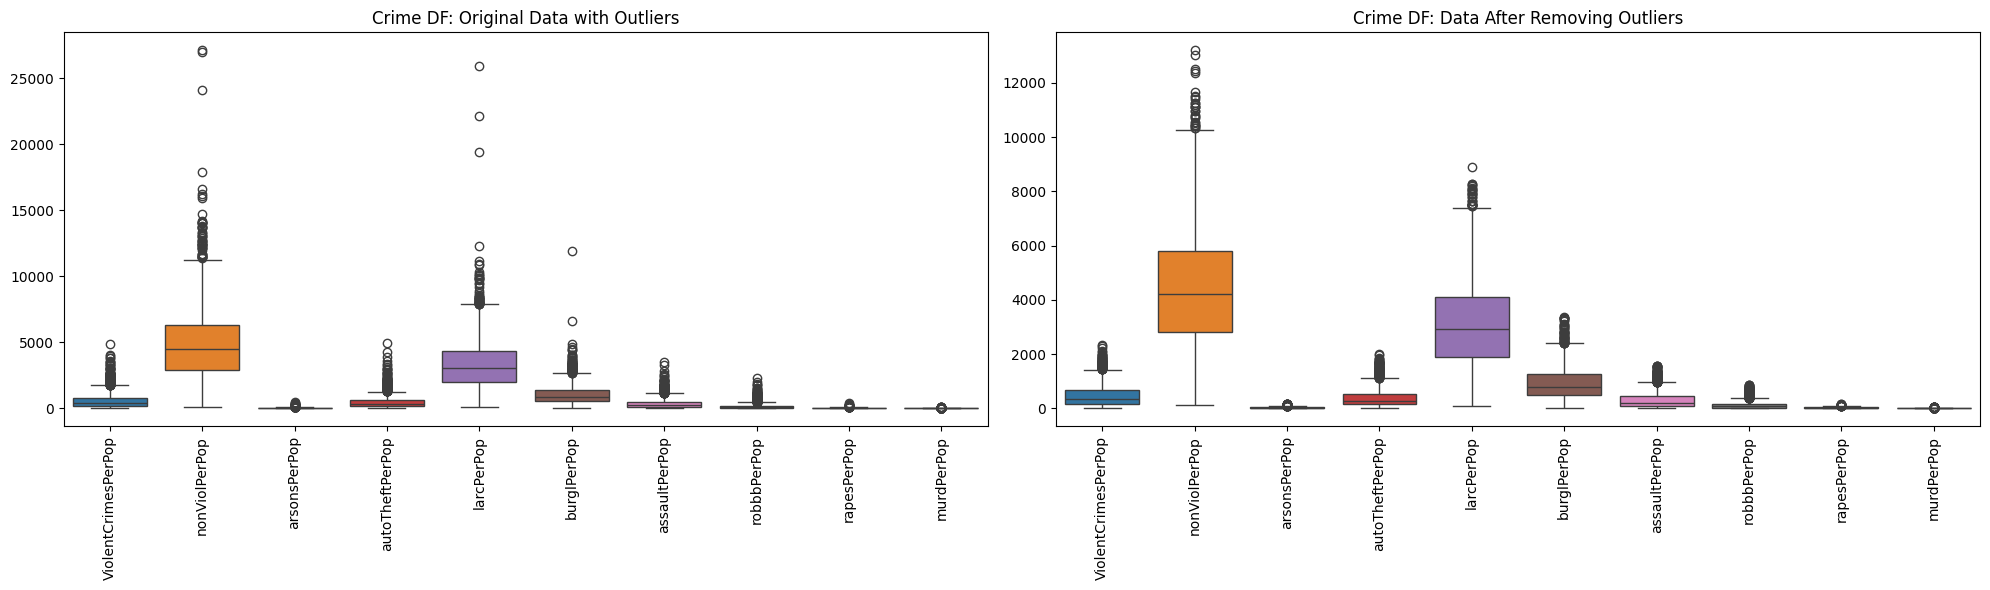 Crime DF: Original Data with Outliers
25000
20000
15000
10000
5000
0
ViolentCrimesPerPop
nonViolPerPop
arsonsPerPop
autoTheftPerPop
larcPerPop
burglPerPop
assaultPerPop
robbbPerPop
rapesPerPop
murdPerPop
Crime DF: Data After Removing Outliers
12000
10000
8000
6000
4000
2000
0
ViolentCrimesPerPop
nonViolPerPop
arsonsPerPop
autoTheftPerPop
larcPerPop
burglPerPop
assaultPerPop
robbbPerPop
rapesPerPop
murdPerPop